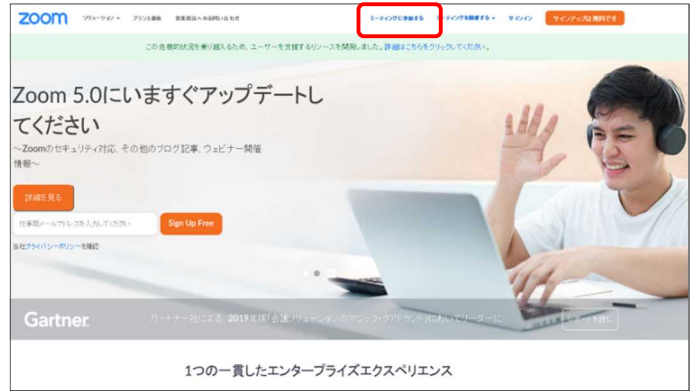 zoom ソリューション プランと価格 営業担当へのお問い合わせ ミーティングに参加する ミーティングを開催する サインイン サインアップは無料です
この危機的状況を乗り越えるため、ユーザーを支援するリソースを開発しました。詳細はこちらをクリックしてください。
Zoom 5.0にいますぐアップデートし
てください
～Zoomのセキュリティ対応、その他のブログ記事、ウェビナー開催
情報～
詳細を見る
仕事用メールアドレスを入力してください Sign Up Free
当社プライバシーポリシーを確認
Gartner. ガートナー社による、2019年版「会議ソリューションのマジック・クアドラント」においてリーダーに
1つの一貫したエンタープライズエクスペリエンス